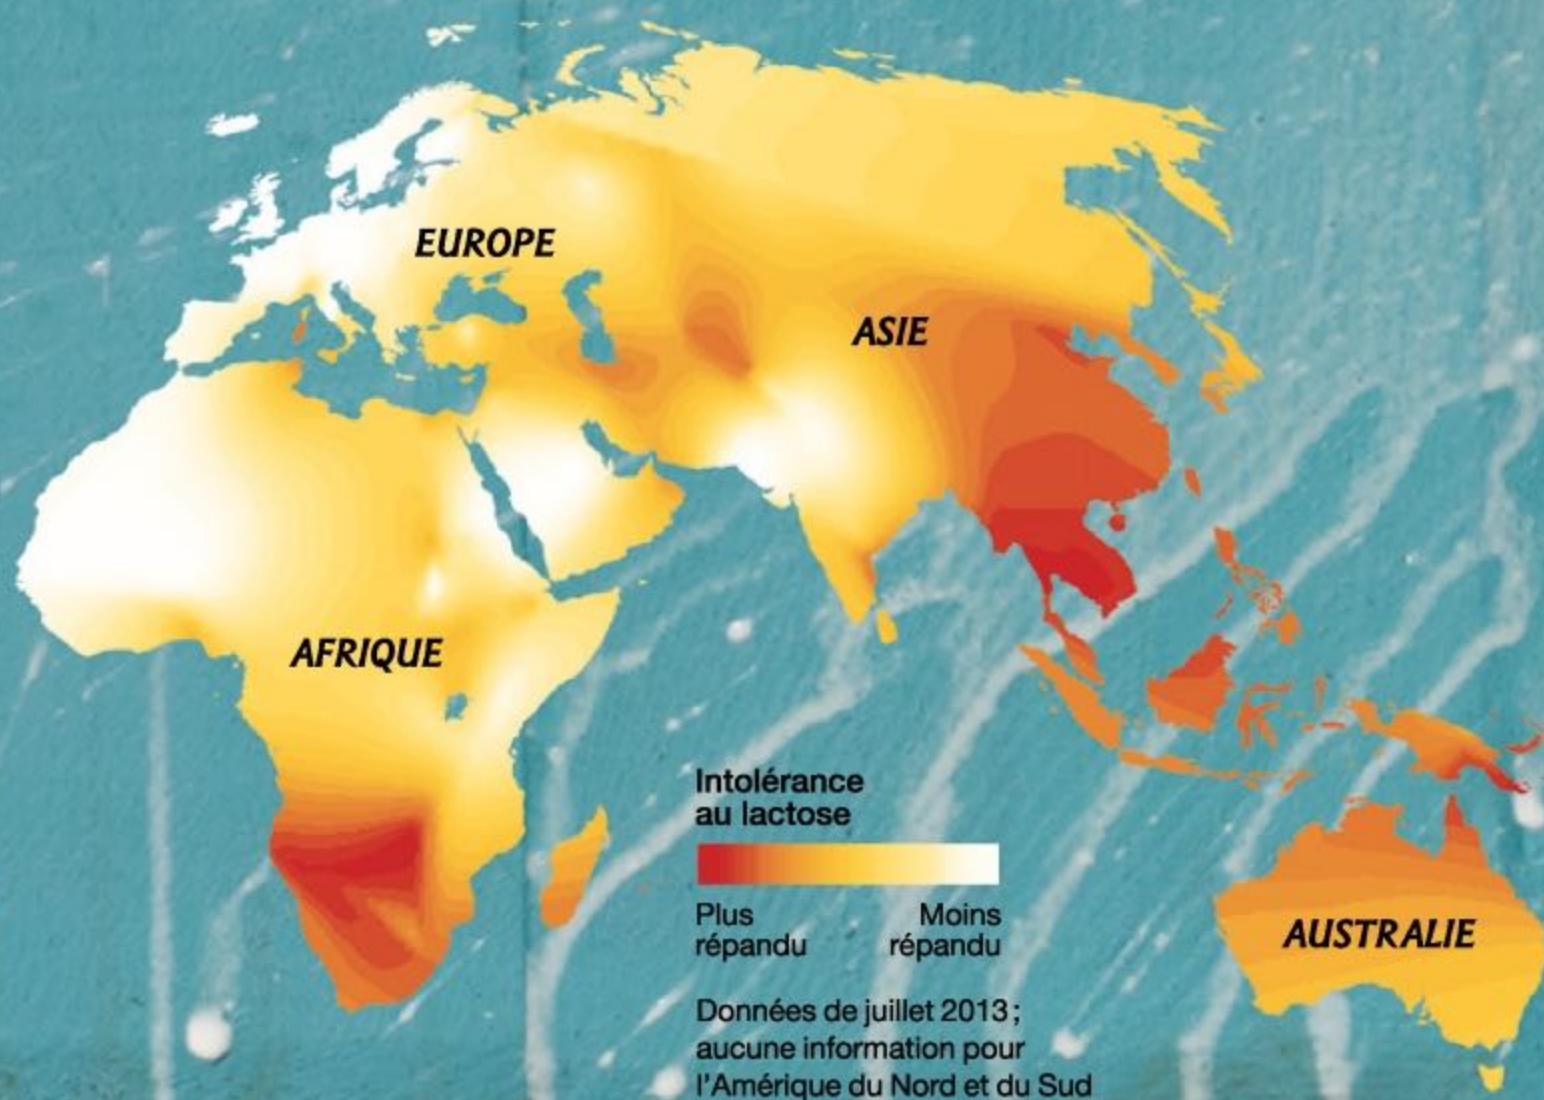 EUROPE
ASIE
AFRIQUE
Intolérance
au lactose
Plus
répandu
Moins
répandu
AUSTRALIE
Données de juillet 2013 ;
aucune information pour
l'Amérique du Nord et du Sud